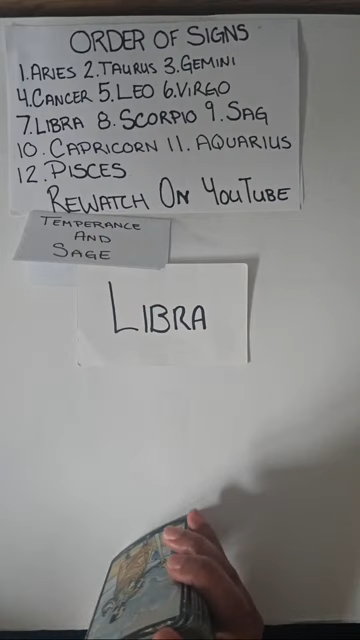 ORDER OF SIGNS
1. ARIES 2. TAURUS 3. GEMINI
4. CANCER 5. LEO 6. VIRGO
7. LIBRA 8. SCORPIO 9. SAG
10. CAPRICORN 11. AQUARIUS
12. PISCES
REWATCH ON YOUTUBE
TEMPERANCE
AND
SAGE
LIBRA